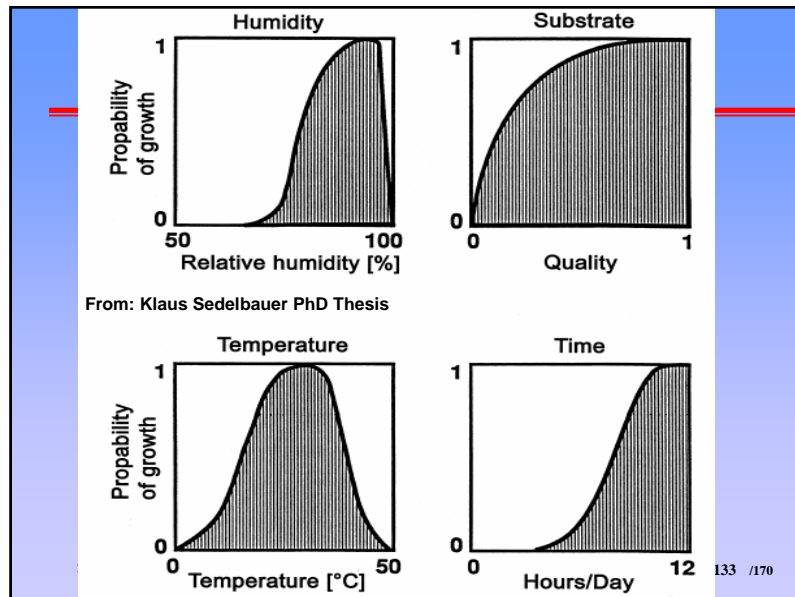 Humidity
Substrate
Propability
of growth
1
0
50
100
Relative humidity [%]
1
0
0
1
Quality
From: Klaus Sedelbauer PhD Thesis
Temperature
Time
Propability
of growth
1
0
0
50
Temperature [°C]
1
0
0
12
Hours/Day
133 /170